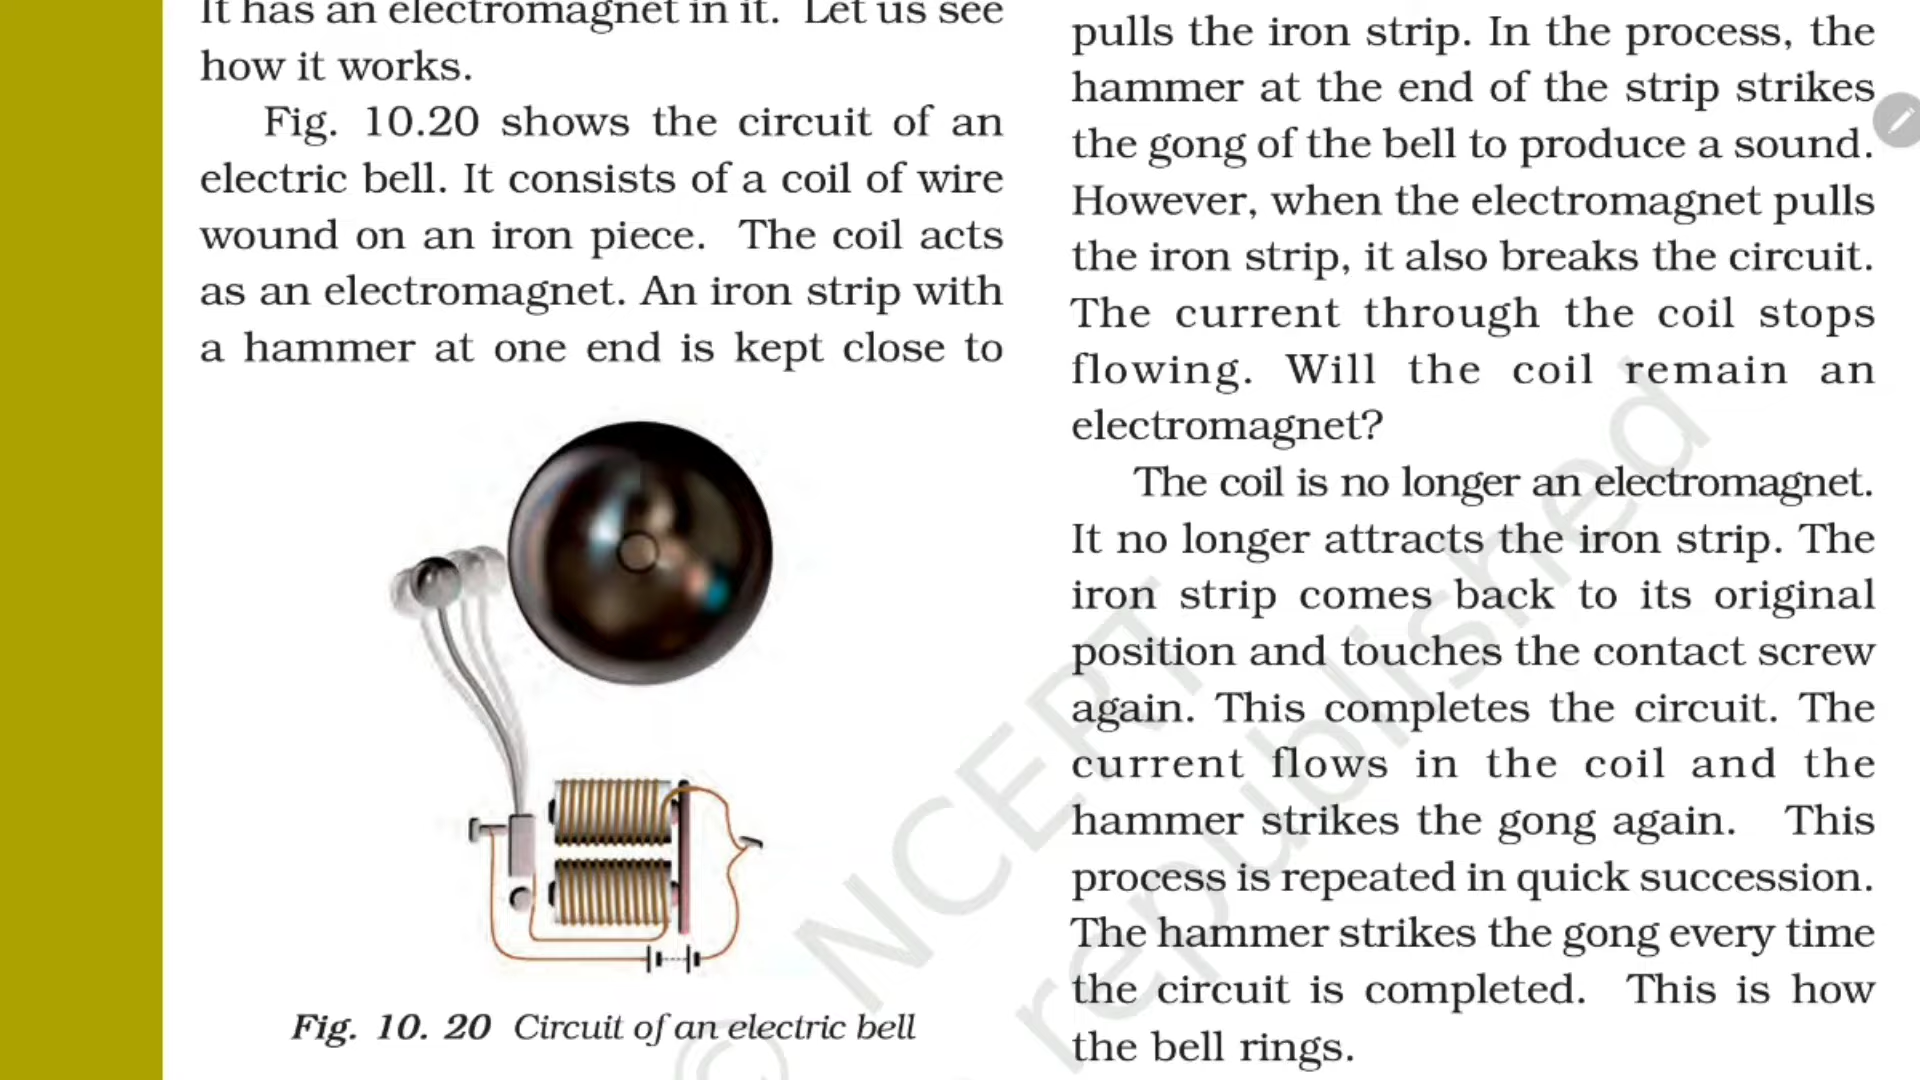 It has an electromagnet in it. Let us see
how it works.
Fig. 10.20 shows the circuit of an
electric bell. It consists of a coil of wire
wound on an iron piece. The coil acts
as an electromagnet. An iron strip with
a hammer at one end is kept close to
Fig. 10. 20 Circuit of an electric bell
pulls the iron strip. In the process, the
hammer at the end of the strip strikes
the gong of the bell to produce a sound.
However, when the electromagnet pulls
the iron strip, it also breaks the circuit.
The current through the coil stops
flowing. Will the coil remain an
electromagnet?
The coil is no longer an electromagnet.
It no longer attracts the iron strip. The
iron strip comes back to its original
position and touches the contact screw
again. This completes the circuit. The
current flows in the coil and the
hammer strikes the gong again. This
process is repeated in quick succession.
The hammer strikes the gong every time
the circuit is completed. This is how
the bell rings.
© NCERT
republished